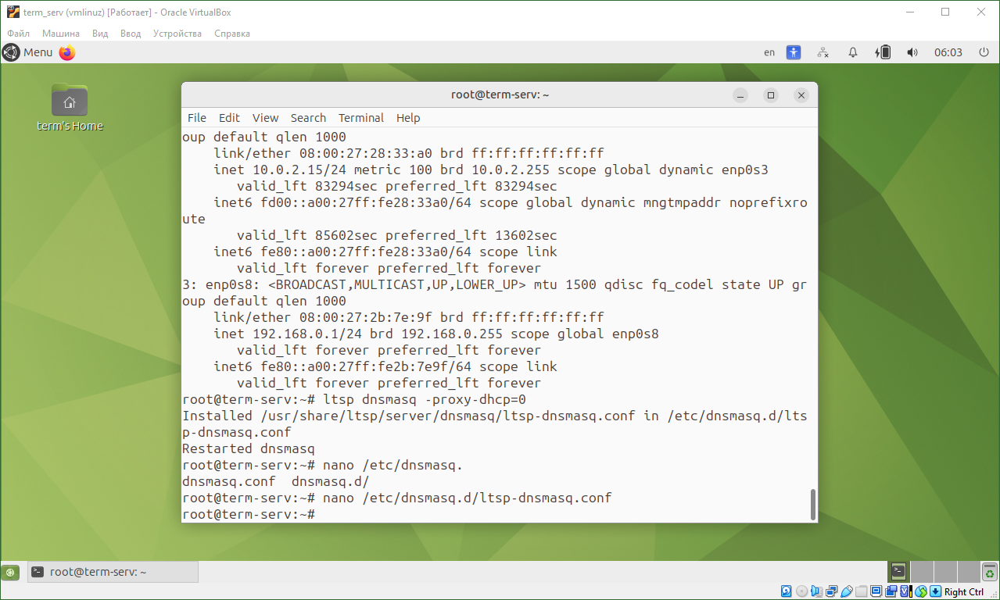 term_serv (vmlinuz) [Работает] - Oracle VirtualBox
Файл Машина Вид Ввод Устройства Справка
Menu en 06:03
term's Home
root@term-serv: ~
File Edit View Search Terminal Help
oup default qlen 1000
link/ether 08:00:27:28:33:a0 brd ff:ff:ff:ff:ff:ff
inet 10.0.2.15/24 metric 100 brd 10.0.2.255 scope global dynamic enp0s3
valid_lft 83294sec preferred_lft 83294sec
inet6 fd00::a00:27ff:fe28:33a0/64 scope global dynamic mngtmpaddr noprefixro
ute
valid_lft 85602sec preferred_lft 13602sec
inet6 fe80::a00:27ff:fe28:33a0/64 scope link
valid_lft forever preferred_lft forever
3: enp0s8: <BROADCAST,MULTICAST,UP,LOWER_UP> mtu 1500 qdisc fq_codel state UP gr
oup default qlen 1000
link/ether 08:00:27:2b:7e:9f brd ff:ff:ff:ff:ff:ff
inet 192.168.0.1/24 brd 192.168.0.255 scope global enp0s8
valid_lft forever preferred_lft forever
inet6 fe80::a00:27ff:fe2b:7e9f/64 scope link
valid_lft forever preferred_lft forever
root@term-serv:~# ltsp dnsmasq -proxy-dhcp=0
Installed /usr/share/ltsp/server/dnsmasq/ltsp-dnsmasq.conf in /etc/dnsmasq.d/lts
p-dnsmasq.conf
Restarted dnsmasq
root@term-serv:~# nano /etc/dnsmasq.
dnsmasq.conf dnsmasq.d/
root@term-serv:~# nano /etc/dnsmasq.d/ltsp-dnsmasq.conf
root@term-serv:~#
root@term-serv: ~
Right Ctrl